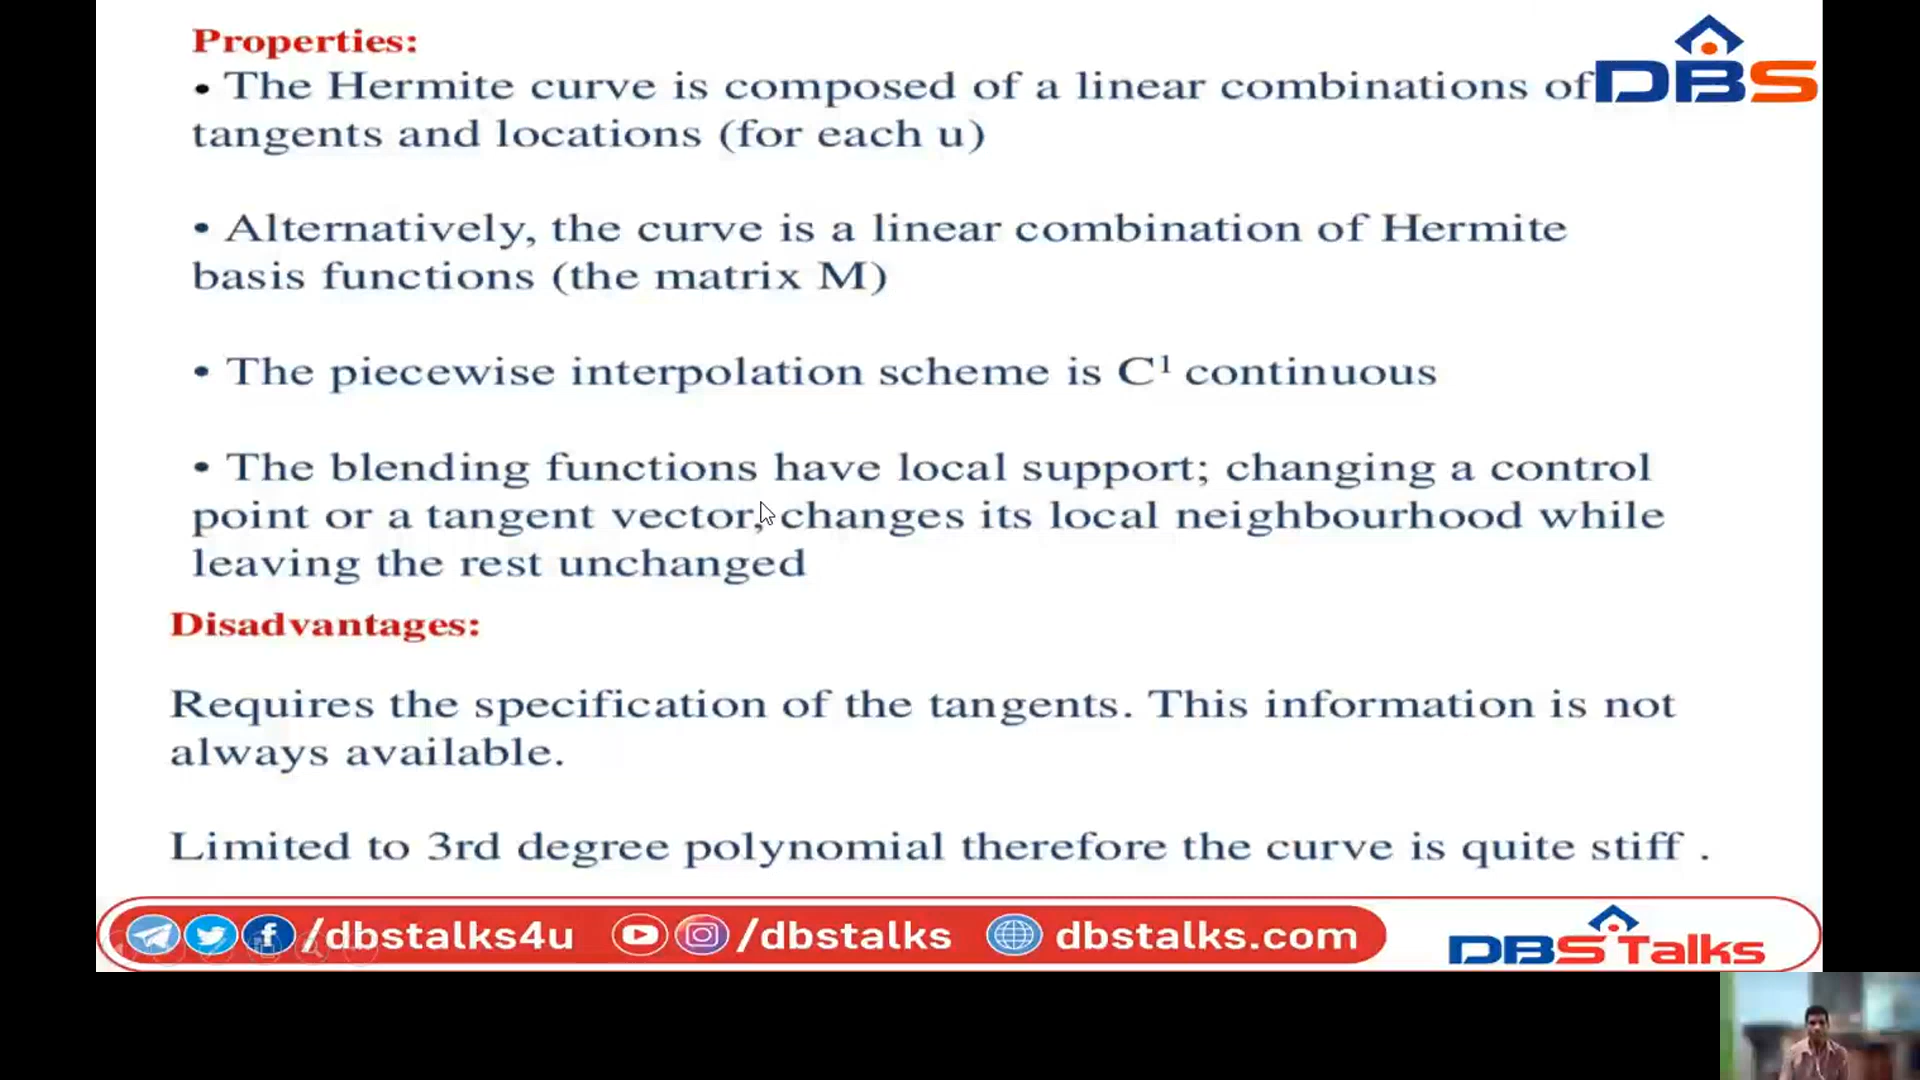 Properties:
DBS
• The Hermite curve is composed of a linear combinations of
tangents and locations (for each u)
• Alternatively, the curve is a linear combination of Hermite
basis functions (the matrix M)
• The piecewise interpolation scheme is C¹ continuous
• The blending functions have local support; changing a control
point or a tangent vector, changes its local neighbourhood while
leaving the rest unchanged
Disadvantages:
Requires the specification of the tangents. This information is not
always available.
Limited to 3rd degree polynomial therefore the curve is quite stiff .
/dbstalks4u /dbstalks dbstalks.com DBS Talks